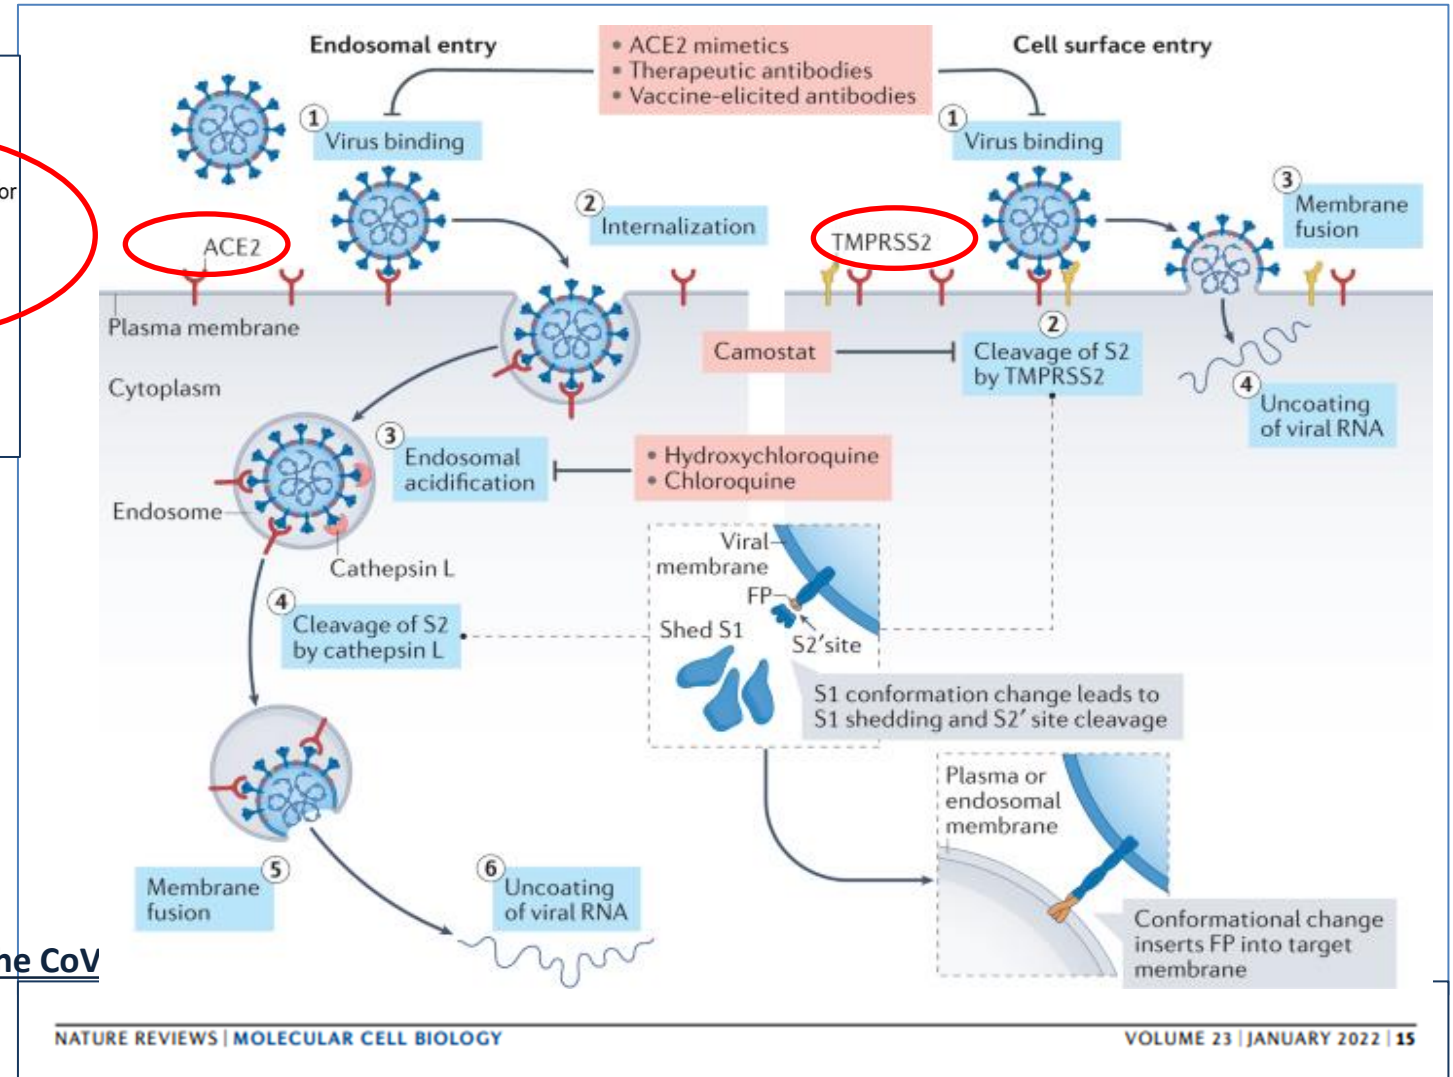 or
ne CoV
Endosomal entry
• ACE2 mimetics
• Therapeutic antibodies
• Vaccine-elicited antibodies
Cell surface entry
1
Virus binding
2
Internalization
ACE2
Plasma membrane
Cytoplasm
3
Endosomal
acidification
• Hydroxychloroquine
• Chloroquine
Endosome
Cathepsin L
4
Cleavage of S2
by cathepsin L
5
Membrane
fusion
6
Uncoating
of viral RNA
1
Virus binding
TMPRSS2
2
Cleavage of S2
by TMPRSS2
Camostat
3
Membrane
fusion
4
Uncoating
of viral RNA
Viral
membrane
FP
S2′site
Shed S1
S1 conformation change leads to
S1 shedding and S2′ site cleavage
Plasma or
endosomal
membrane
Conformational change
inserts FP into target
membrane
NATURE REVIEWS | MOLECULAR CELL BIOLOGY
VOLUME 23 | JANUARY 2022 | 15